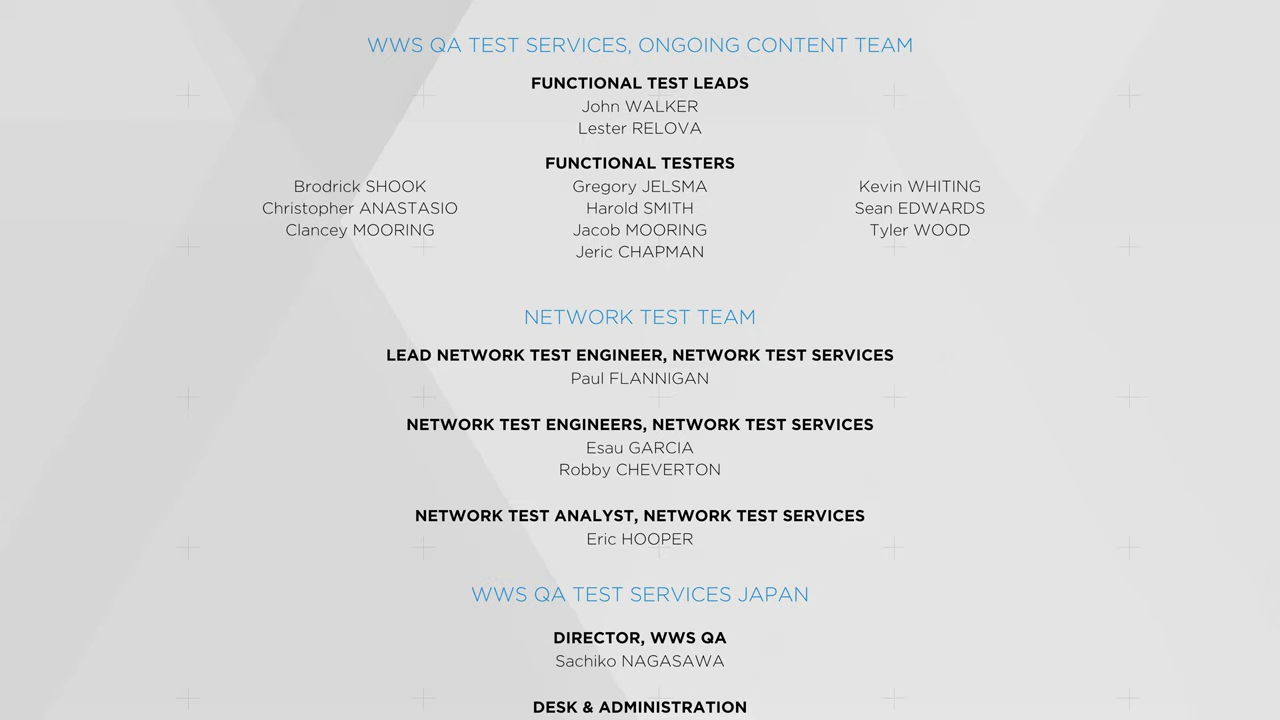 WWS QA TEST SERVICES, ONGOING CONTENT TEAM
FUNCTIONAL TEST LEADS
John WALKER
Lester RELOVA
FUNCTIONAL TESTERS
Brodrick SHOOK Gregory JELSMA Kevin WHITING
Christopher ANASTASIO Harold SMITH Sean EDWARDS
Clancey MOORING Jacob MOORING Tyler WOOD
Jeric CHAPMAN
NETWORK TEST TEAM
LEAD NETWORK TEST ENGINEER, NETWORK TEST SERVICES
Paul FLANNIGAN
NETWORK TEST ENGINEERS, NETWORK TEST SERVICES
Esau GARCIA
Robby CHEVERTON
NETWORK TEST ANALYST, NETWORK TEST SERVICES
Eric HOOPER
WWS QA TEST SERVICES JAPAN
DIRECTOR, WWS QA
Sachiko NAGASAWA
DESK & ADMINISTRATION